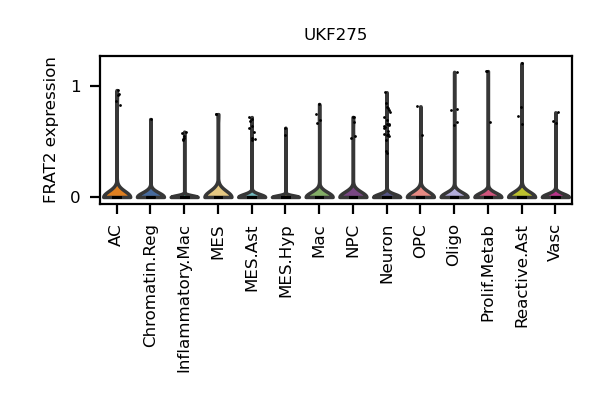 UKF275
FRAT2 expression
1
0
AC
Chromatin.Reg
Inflammatory.Mac
MES
MES.Ast
MES.Hyp
Mac
NPC
Neuron
OPC
Oligo
Prolif.Metab
Reactive.Ast
Vasc